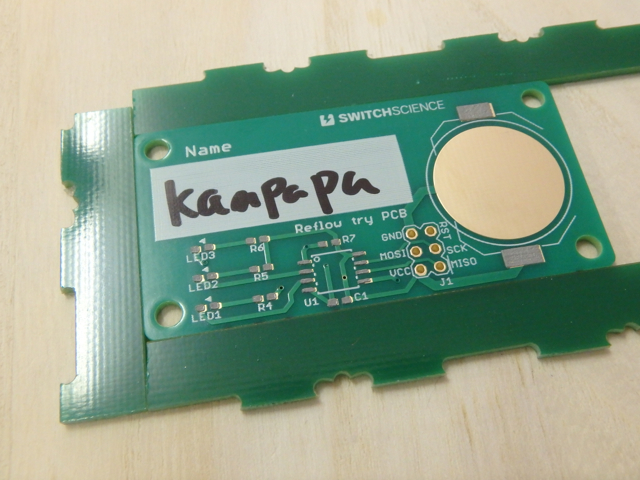 SWITCHSCIENCE
Name
kanpapa
Reflow try PCB
LED3 R6 R7 GND RST
LED2 R5 MOSI SCK
LED1 R4 U1 C1 VCC MISO
J1